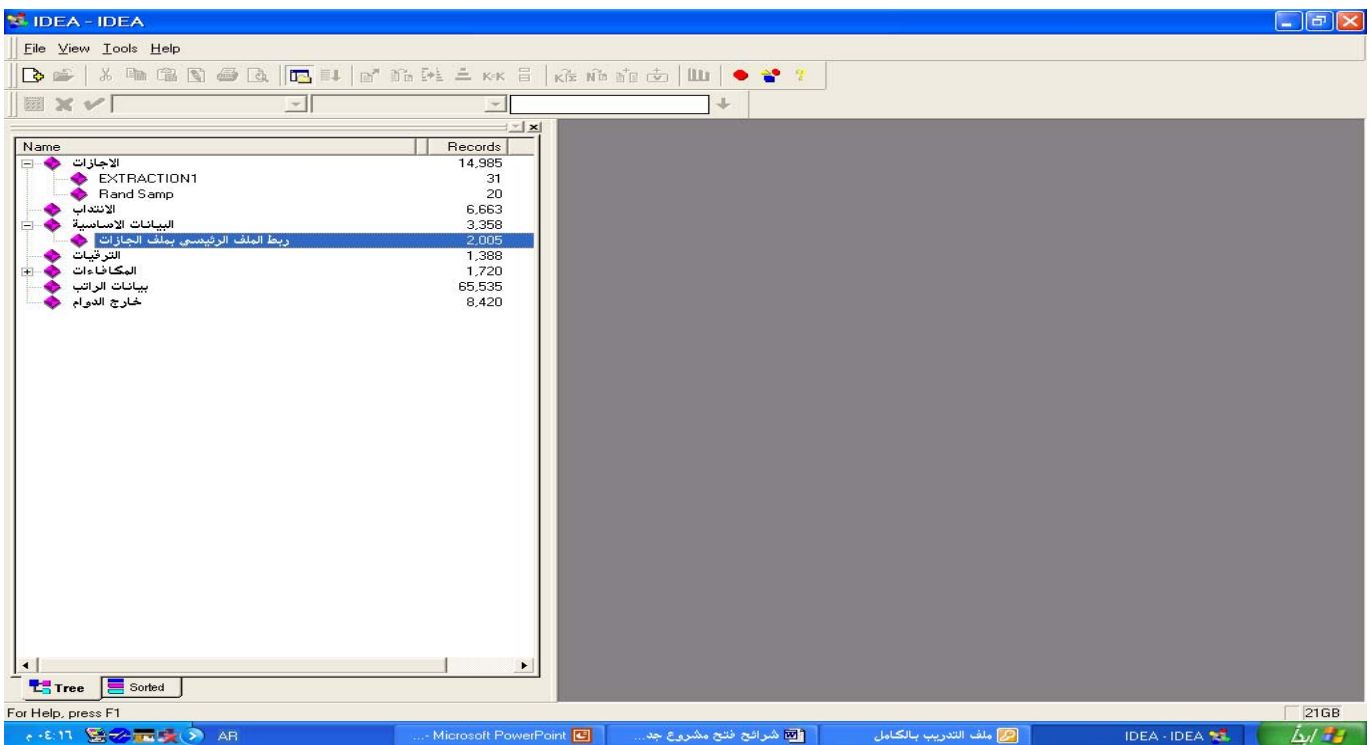 IDEA - IDEA
File View Tools Help
Name Records
الاجازات 14,985
EXTRACTION1 31
Rand Samp 20
الانتداب 6,663
البيانات الاساسية 3,358
ربط الملف الرئيسي بملف الجازات 2,005
الترقيات 1,388
المكافاءات 1,720
بيانات الراتب 65,535
خارج الدوام 8,420
Tree Sorted
For Help, press F1 21GB
٠٤:١٦ م AR ...- Microsoft PowerPoint شرائح فتح مشروع جد... ملف التدريب بالكامل IDEA - IDEA ابدأ